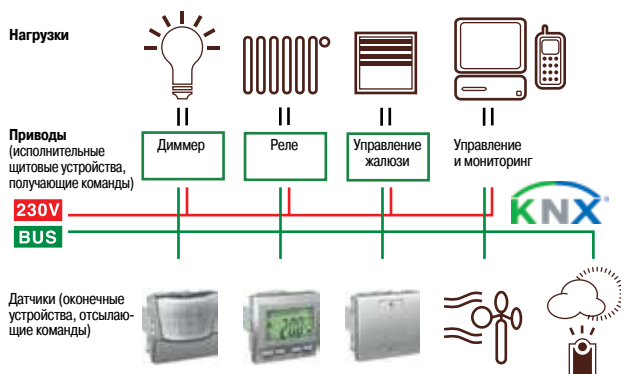 Нагрузки
Приводы
(исполнительные
щитовые устройства,
получающие команды)
Диммер
Реле
Управление
жалюзи
Управление
и мониторинг
230V
BUS
KNX
Датчики (оконечные
устройства, отсылаю-
щие команды)